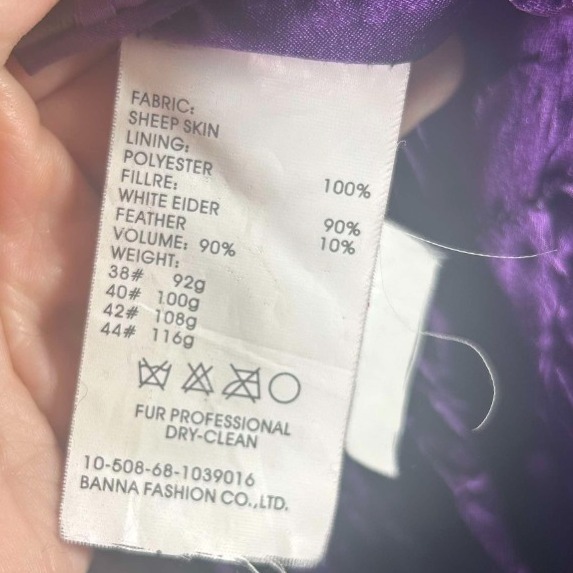 FABRIC:
SHEEP SKIN
LINING:
POLYESTER 100%
FILLRE:
WHITE EIDER 90%
FEATHER 10%
VOLUME: 90%
WEIGHT:
38# 92g
40# 100g
42# 108g
44# 116g
FUR PROFESSIONAL
DRY-CLEAN
10-508-68-1039016
BANNA FASHION CO.,LTD.